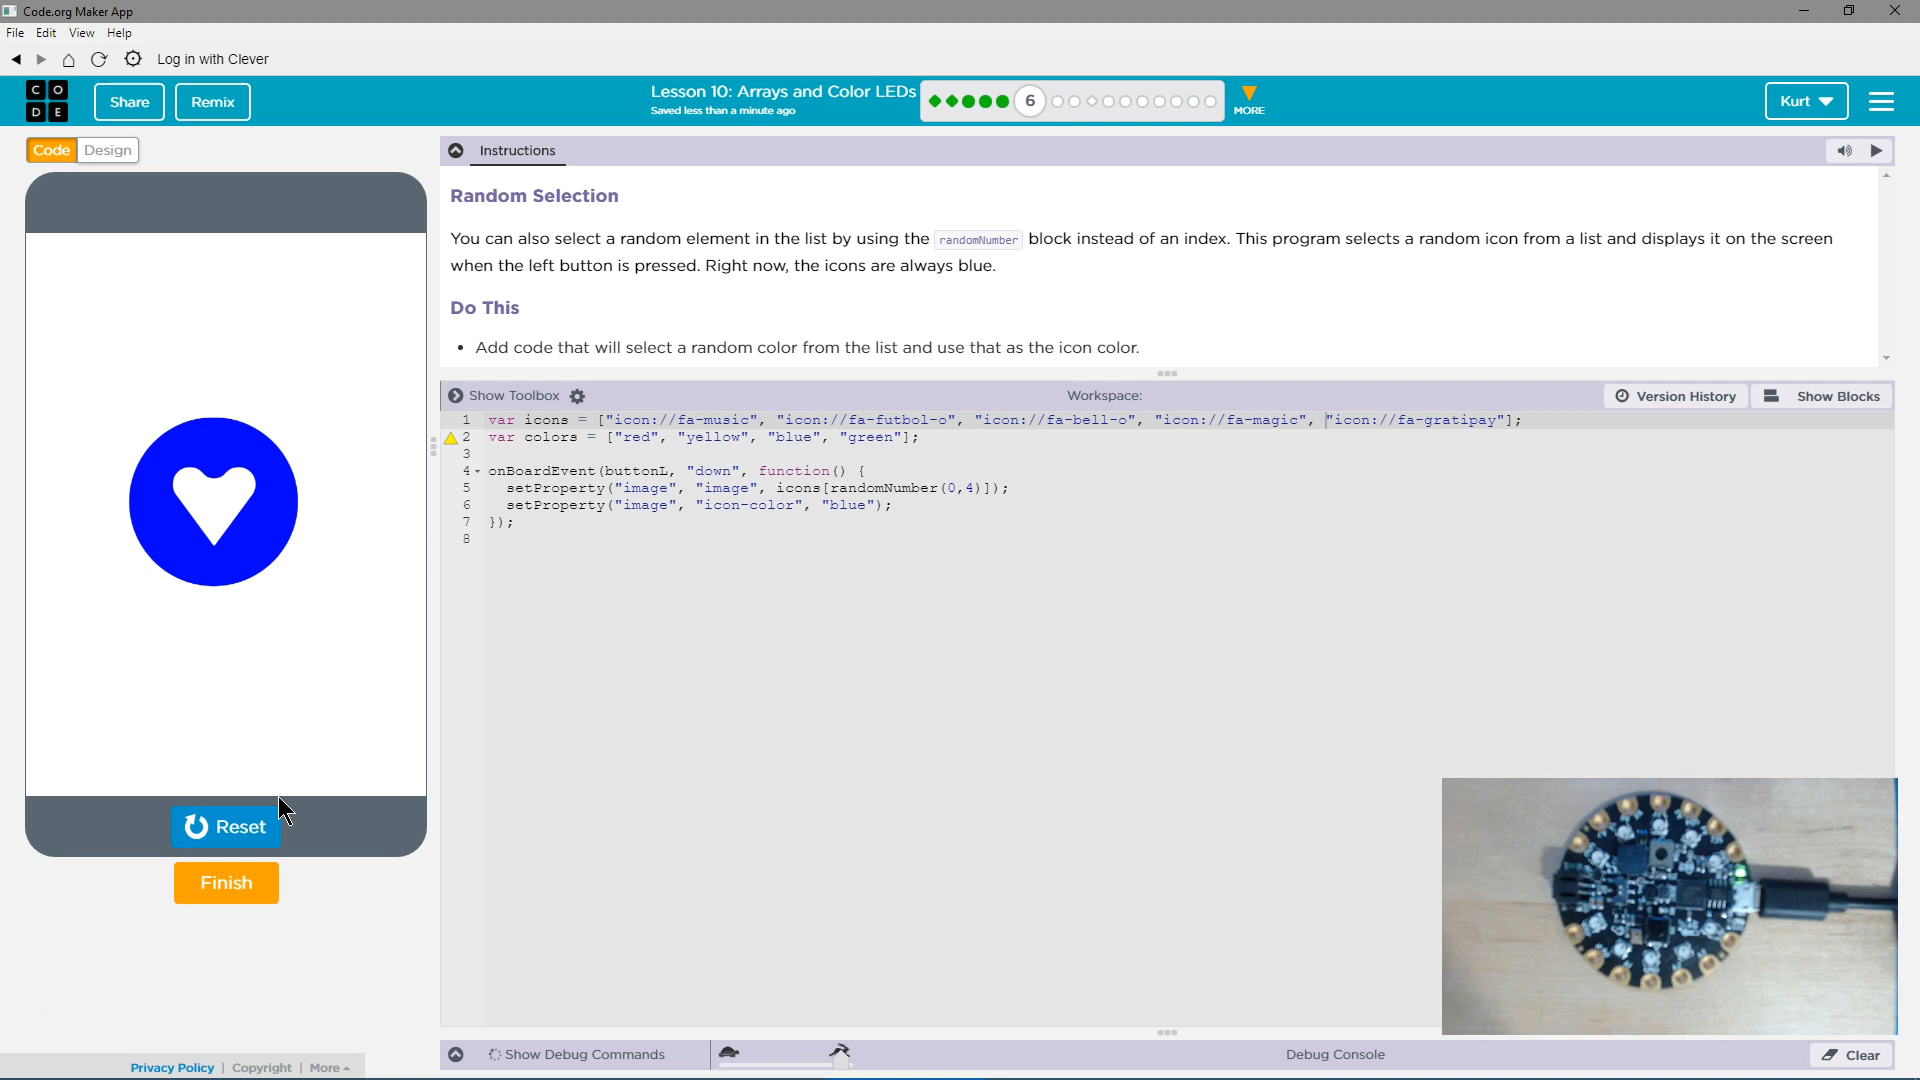 Code.org Maker App
File Edit View Help
Log in with Clever
CODE
Share
Remix
Lesson 10: Arrays and Color LEDs
Saved less than a minute ago
6
MORE
Kurt
Code
Design
Instructions
Random Selection
You can also select a random element in the list by using the randomNumber block instead of an index. This program selects a random icon from a list and displays it on the screen
when the left button is pressed. Right now, the icons are always blue.
Do This
• Add code that will select a random color from the list and use that as the icon color.
Show Toolbox
Workspace:
Version History
Show Blocks
1 var icons = ["icon://fa-music", "icon://fa-futbol-o", "icon://fa-bell-o", "icon://fa-magic", "icon://fa-gratipay"];
2 var colors = ["red", "yellow", "blue", "green"];
3
4 onBoardEvent(buttonL, "down", function() {
5 setProperty("image", "image", icons[randomNumber(0,4)]);
6 setProperty("image", "icon-color", "blue");
7 });
8
Reset
Finish
Privacy Policy | Copyright | More
Show Debug Commands
Debug Console
Clear